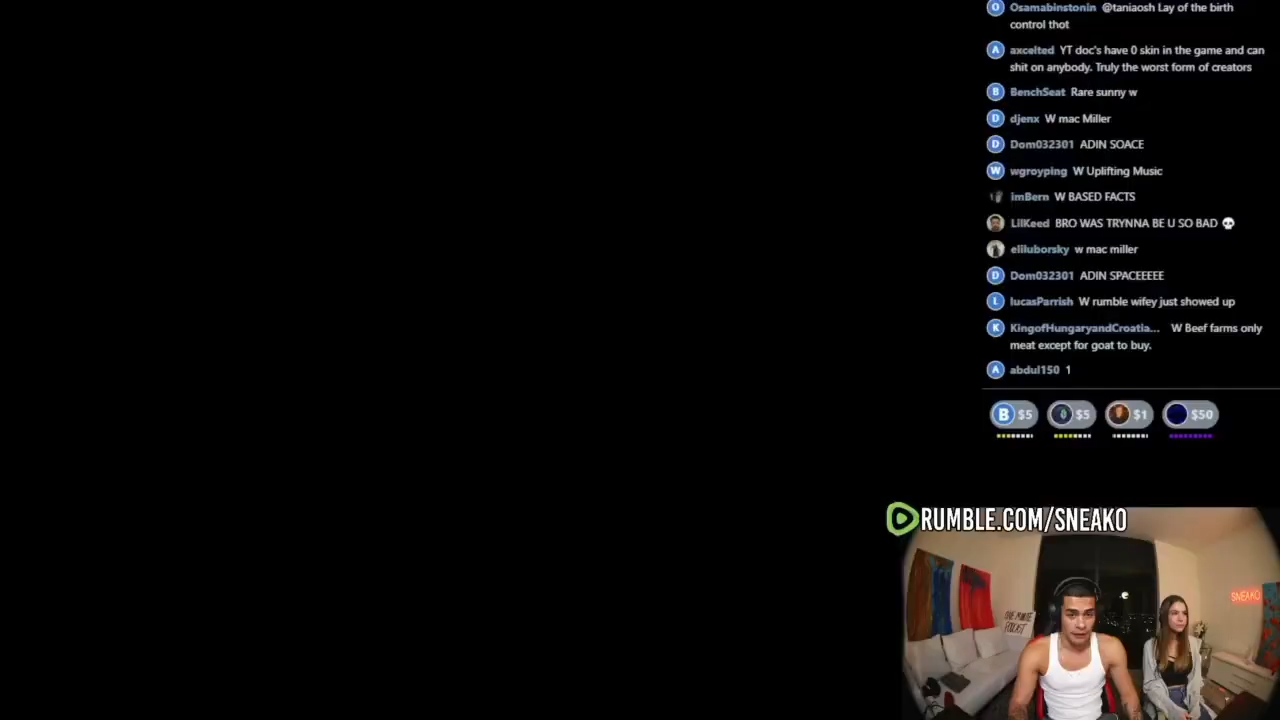 O Osamabinstonin @taniaosh Lay of the birth
control thot
A axcelted YT doc's have 0 skin in the game and can
shit on anybody. Truly the worst form of creators
B BenchSeat Rare sunny w
D djenx W mac Miller
D Dom032301 ADIN SOACE
W wgroyping W Uplifting Music
imBern W BASED FACTS
LilKeed BRO WAS TRYNNA BE U SO BAD 💀
eliluborsky w mac miller
D Dom032301 ADIN SPACEEEEE
L lucasParrish W rumble wifey just showed up
K KingofHungaryandCroatia... W Beef farms only
meat except for goat to buy.
A abdul150 1
B $5 $5 $1 $50
RUMBLE.COM/SNEAKO
SNEAKO
ONE MINUTE
PODCAST